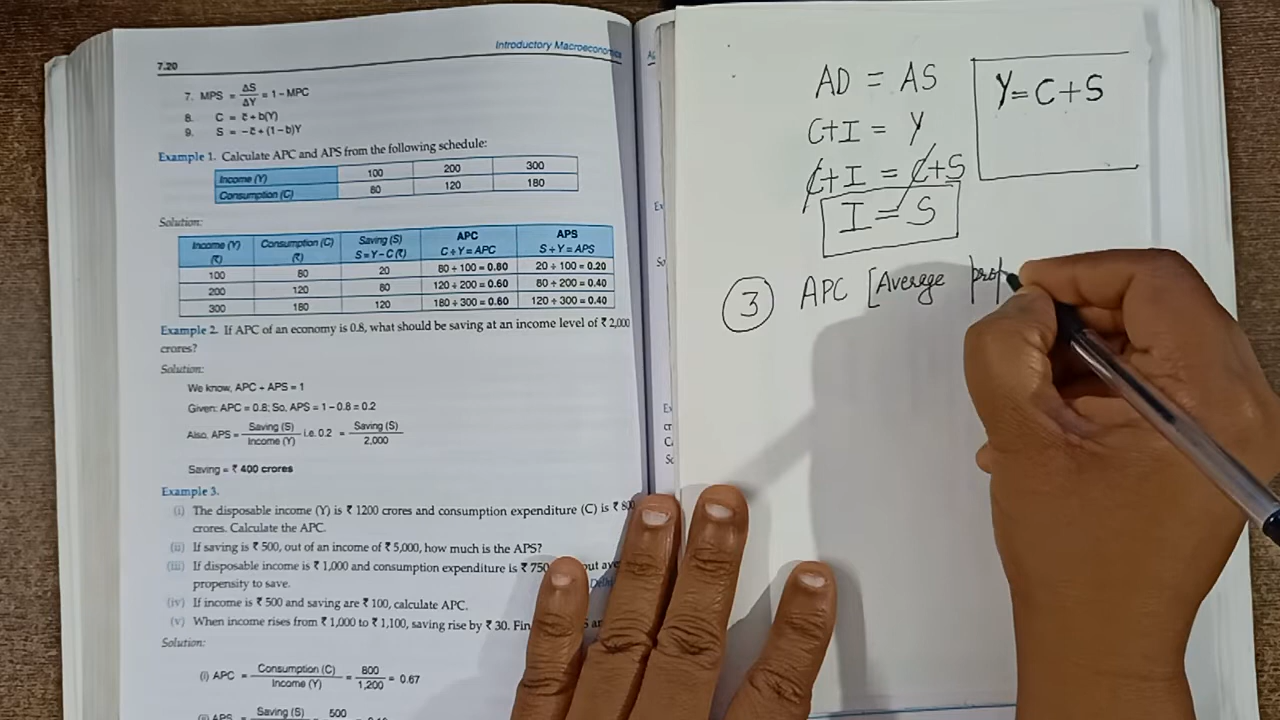 7.20
Introductory Macroeconomics
7. MPS = ΔS/ΔY = 1 – MPC
8. C = c̄ + b(Y)
9. S = –c̄ + (1–b)Y
Example 1. Calculate APC and APS from the following schedule:
Income (Y) 100 200 300
Consumption (C) 80 120 180
Solution:
Income (Y) (₹) Consumption (C) (₹) Saving (S) S = Y – C (₹) APC C ÷ Y = APC APS S ÷ Y = APS
100 80 20 80 ÷ 100 = 0.80 20 ÷ 100 = 0.20
200 120 80 120 ÷ 200 = 0.60 80 ÷ 200 = 0.40
300 180 120 180 ÷ 300 = 0.60 120 ÷ 300 = 0.40
Example 2. If APC of an economy is 0.8, what should be saving at an income level of ₹ 2,000
crores?
Solution:
We know, APC + APS = 1
Given: APC = 0.8; So, APS = 1 – 0.8 = 0.2
Also, APS = Saving (S)/Income (Y) i.e. 0.2 = Saving (S)/2,000
Saving = ₹ 400 crores
Example 3.
(i) The disposable income (Y) is ₹ 1200 crores and consumption expenditure (C) is ₹ 800
crores. Calculate the APC.
(ii) If saving is ₹ 500, out of an income of ₹ 5,000, how much is the APS?
(iii) If disposable income is ₹ 1,000 and consumption expenditure is ₹ 750
propensity to save.
(iv) If income is ₹ 500 and saving are ₹ 100, calculate APC.
(v) When income rises from ₹ 1,000 to ₹ 1,100, saving rise by ₹ 30.
Solution:
(i) APC = Consumption (C)/Income (Y) = 800/1,200 = 0.67
(ii) APS = Saving (S) = 500
AD = AS
C+I = Y
C+I = C+S
I = S
Y = C+S
3 APC [Average prop